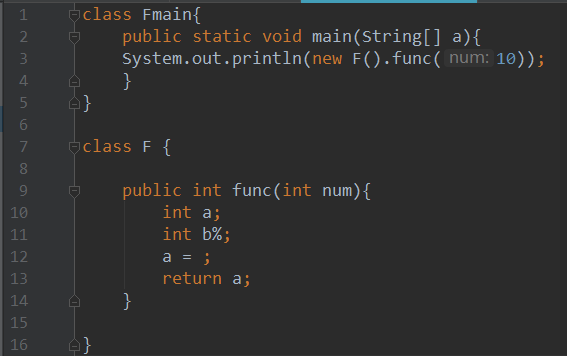 1 class Fmain{
2 public static void main(String[] a){
3 System.out.println(new F().func( num: 10));
4 }
5 }
6
7 class F {
8
9 public int func(int num){
10 int a;
11 int b%;
12 a = ;
13 return a;
14 }
15
16 }